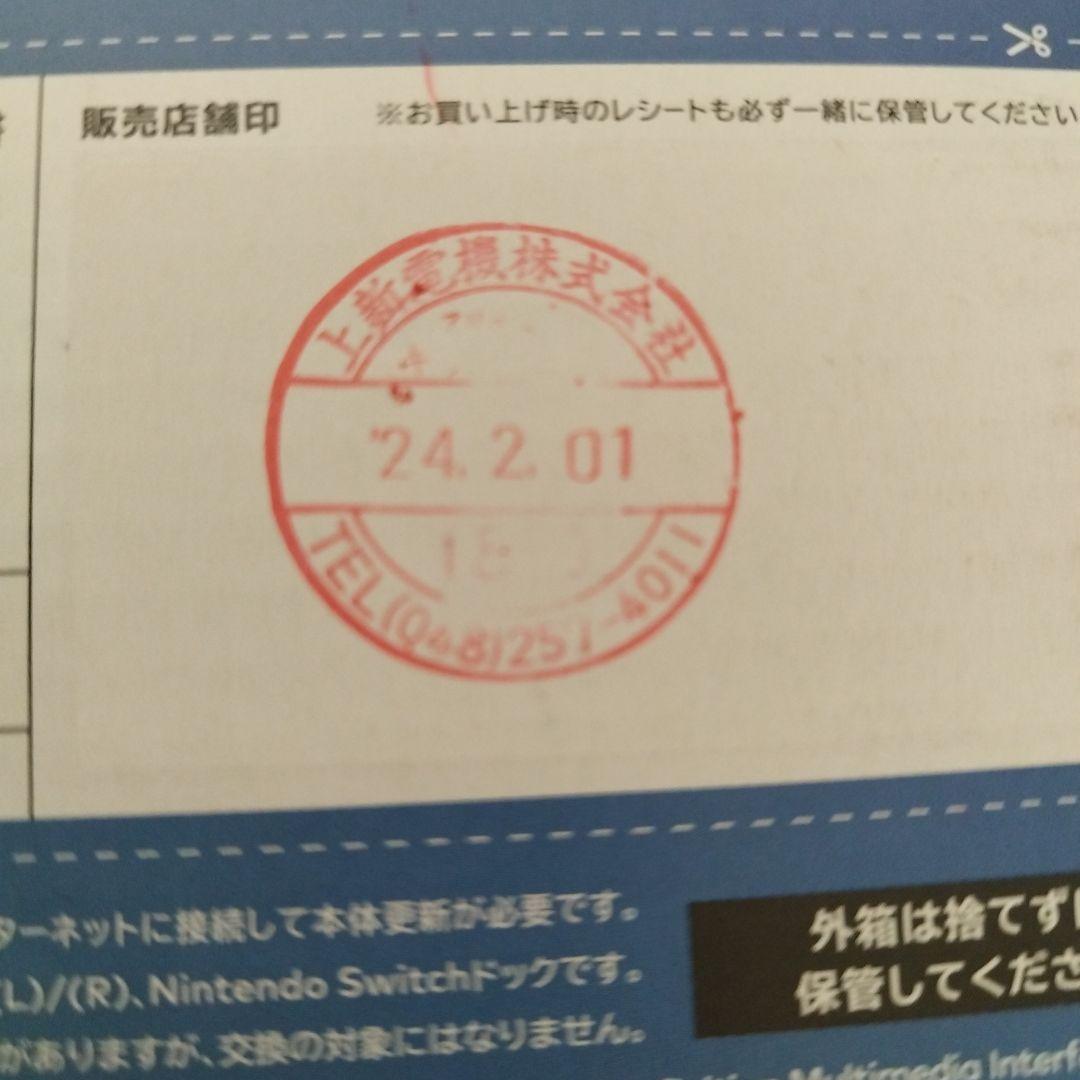 販売店舗印
※お買い上げ時のレシートも必ず一緒に保管してください
上新電機株式会社
'24. 2. 01
TEL(048)257-4011
ターネットに接続して本体更新が必要です。
(L)/(R)、Nintendo Switchドックです。
がありますが、交換の対象にはなりません。
外箱は捨てずに
保管してくださ
Multimedia Interf